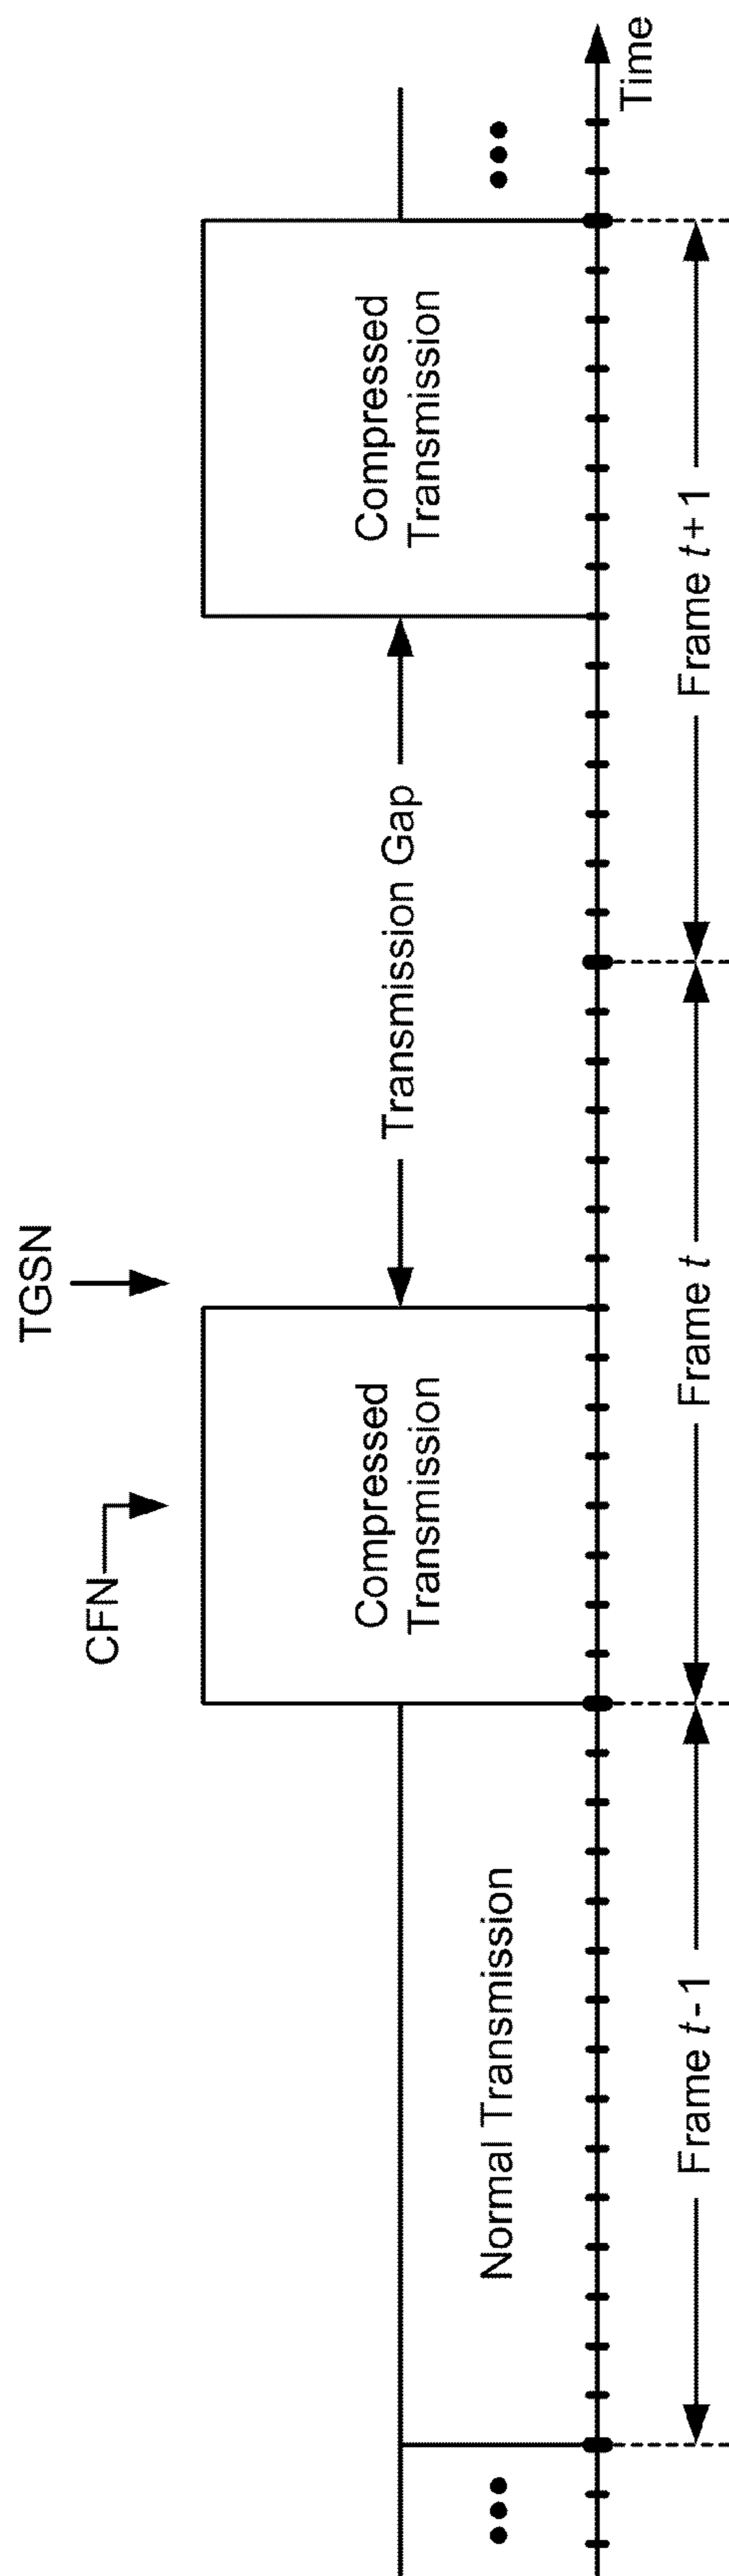 TGSN
CFN
Compressed
Transmission
Transmission Gap
Compressed
Transmission
Normal Transmission
Time
Frame t-1
Frame t
Frame t+1